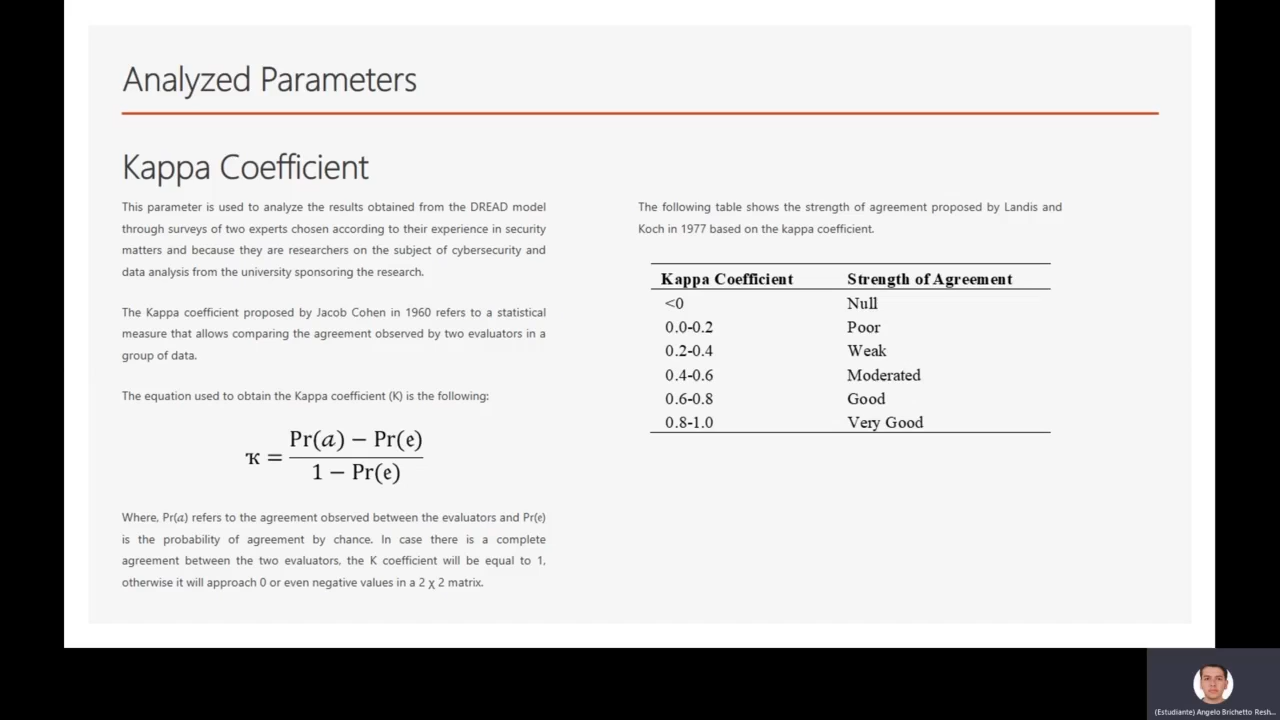 Analyzed Parameters
Kappa Coefficient
This parameter is used to analyze the results obtained from the DREAD model
through surveys of two experts chosen according to their experience in security
matters and because they are researchers on the subject of cybersecurity and
data analysis from the university sponsoring the research.
The Kappa coefficient proposed by Jacob Cohen in 1960 refers to a statistical
measure that allows comparing the agreement observed by two evaluators in a
group of data.
The equation used to obtain the Kappa coefficient (K) is the following:
ҡ = Pr(a) − Pr(e)
1 − Pr(e)
Where, Pr(a) refers to the agreement observed between the evaluators and Pr(e)
is the probability of agreement by chance. In case there is a complete
agreement between the two evaluators, the K coefficient will be equal to 1,
otherwise it will approach 0 or even negative values in a 2 χ 2 matrix.
The following table shows the strength of agreement proposed by Landis and
Koch in 1977 based on the kappa coefficient.
Kappa Coefficient Strength of Agreement
<0 Null
0.0-0.2 Poor
0.2-0.4 Weak
0.4-0.6 Moderated
0.6-0.8 Good
0.8-1.0 Very Good
(Estudiante) Angelo Brichetto Resh...